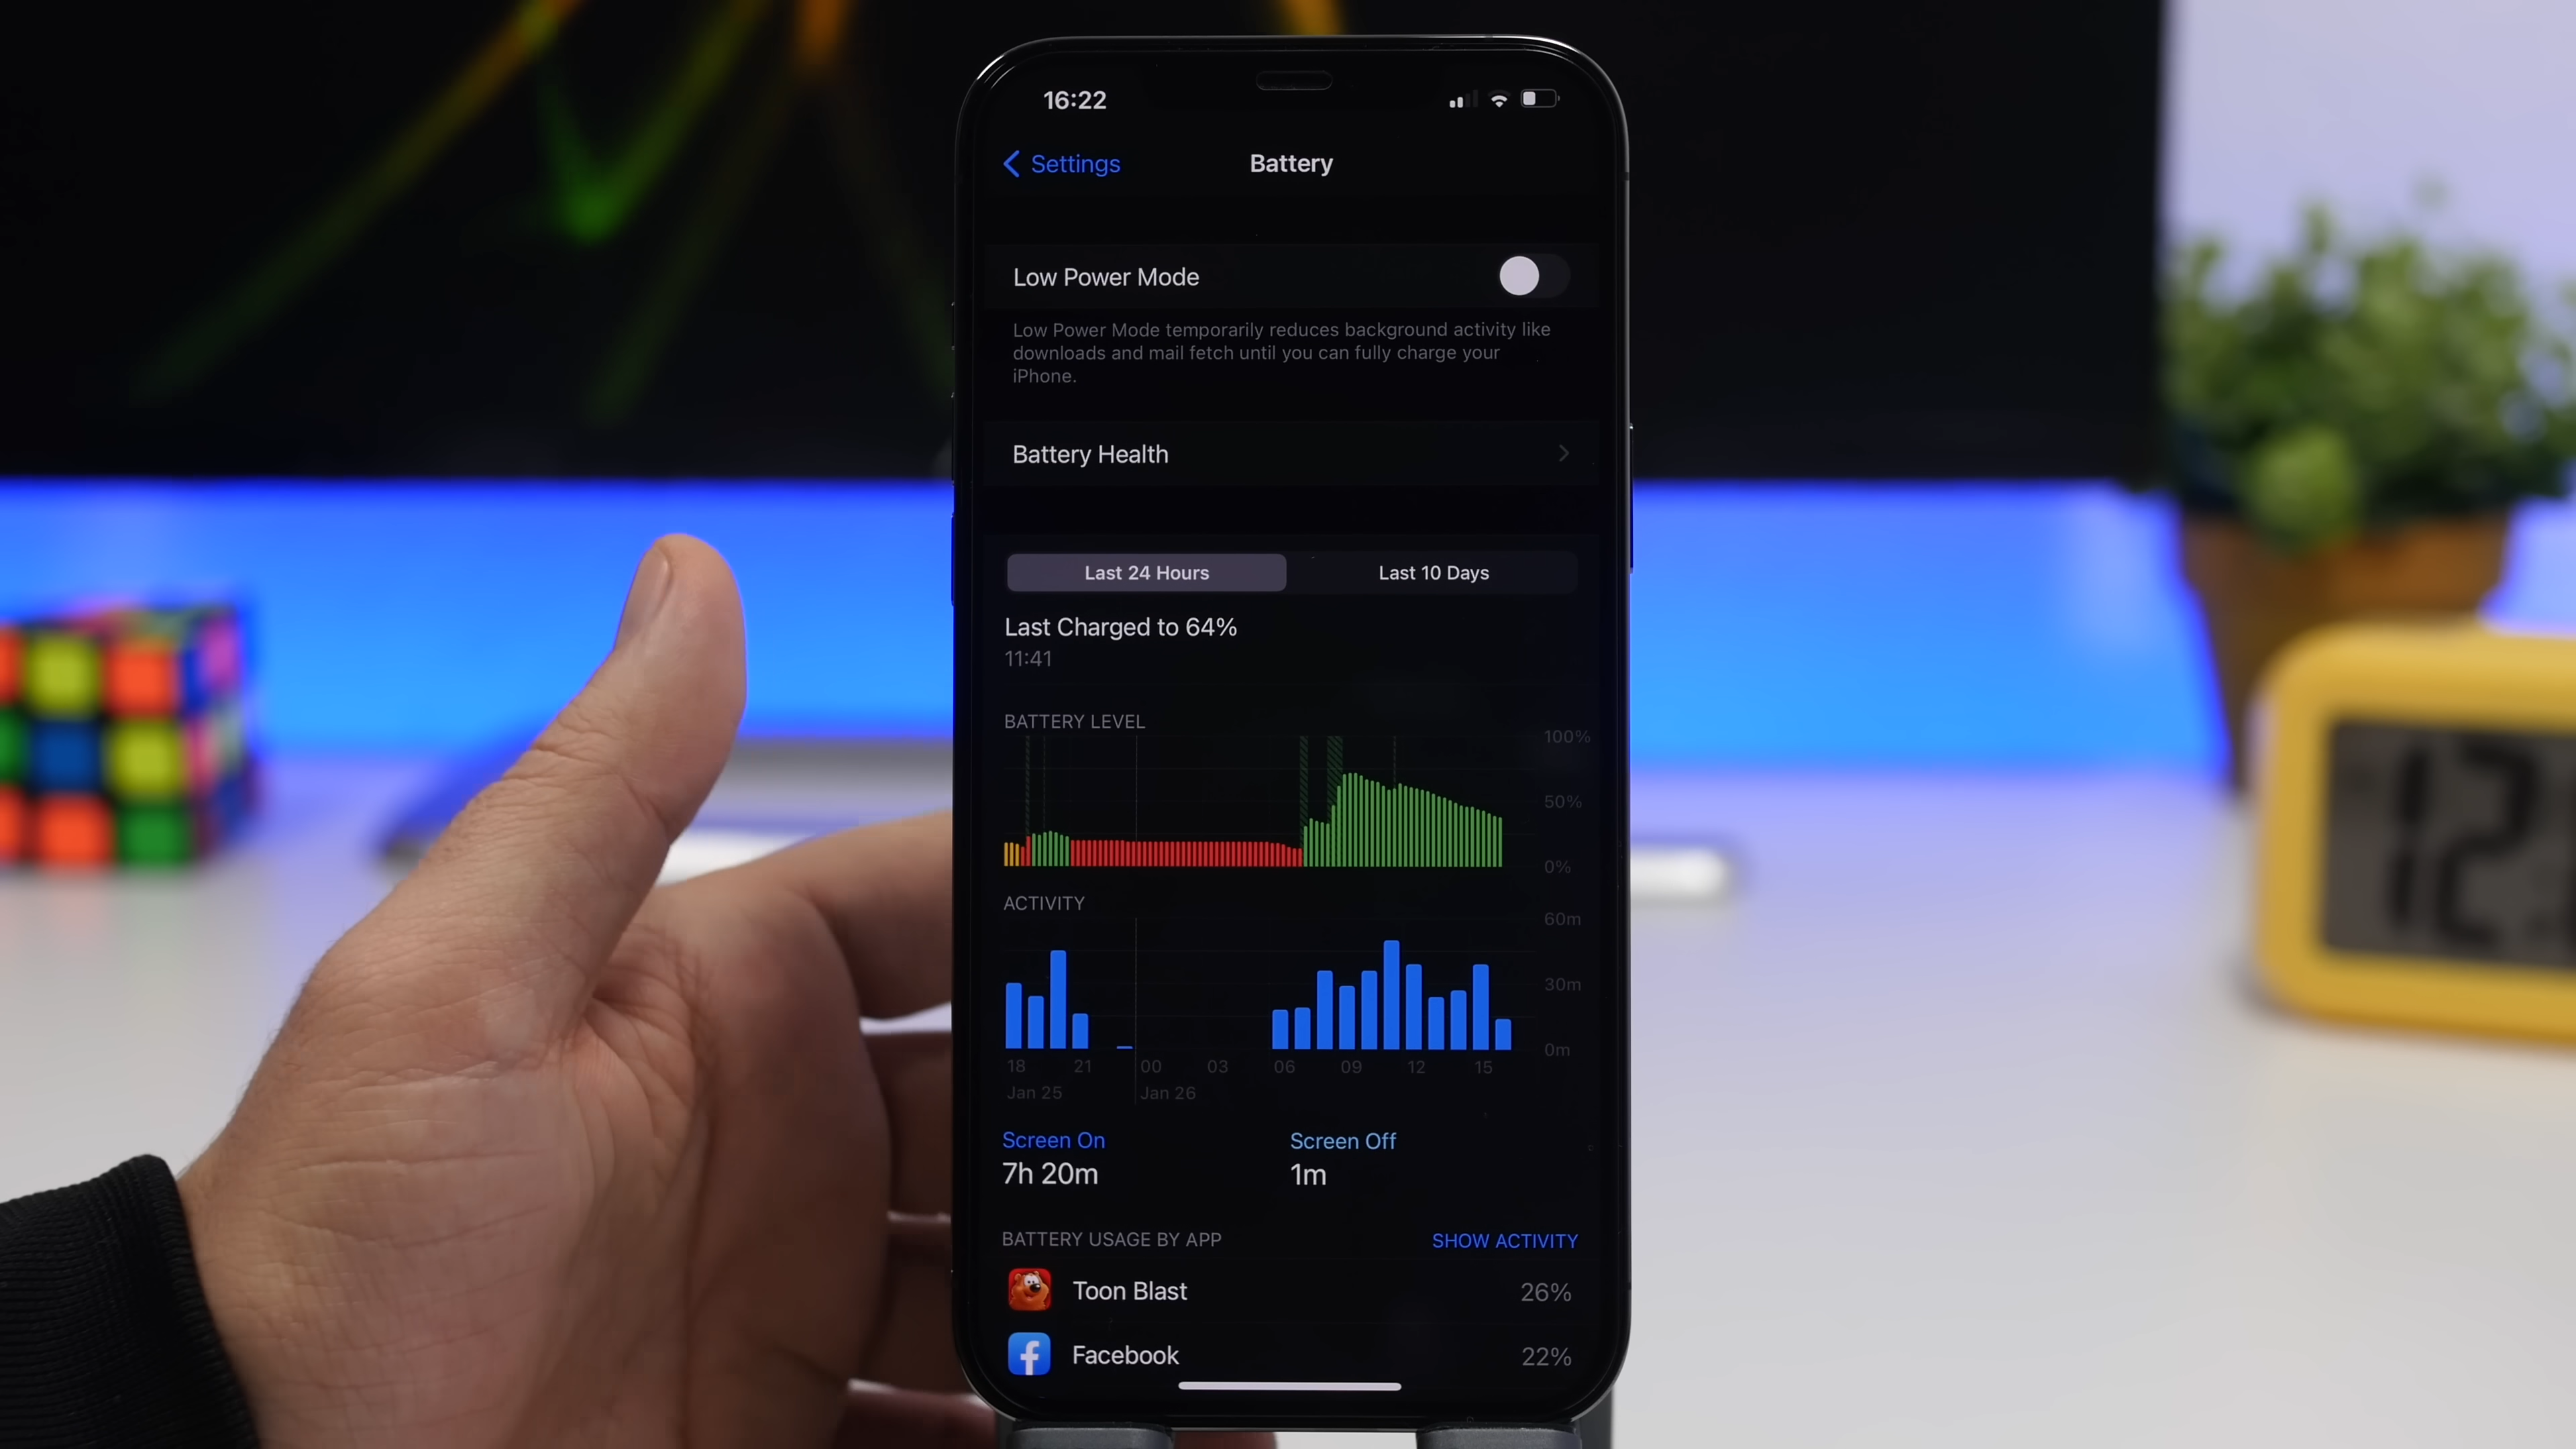 16:22
Settings
Battery
Low Power Mode
Low Power Mode temporarily reduces background activity like
downloads and mail fetch until you can fully charge your
iPhone.
Battery Health
Last 24 Hours
Last 10 Days
Last Charged to 64%
11:41
BATTERY LEVEL
100%
50%
0%
ACTIVITY
60m
30m
0m
18 21 00 03 06 09 12 15
Jan 25 Jan 26
Screen On
7h 20m
Screen Off
1m
BATTERY USAGE BY APP
SHOW ACTIVITY
Toon Blast
26%
Facebook
22%
12